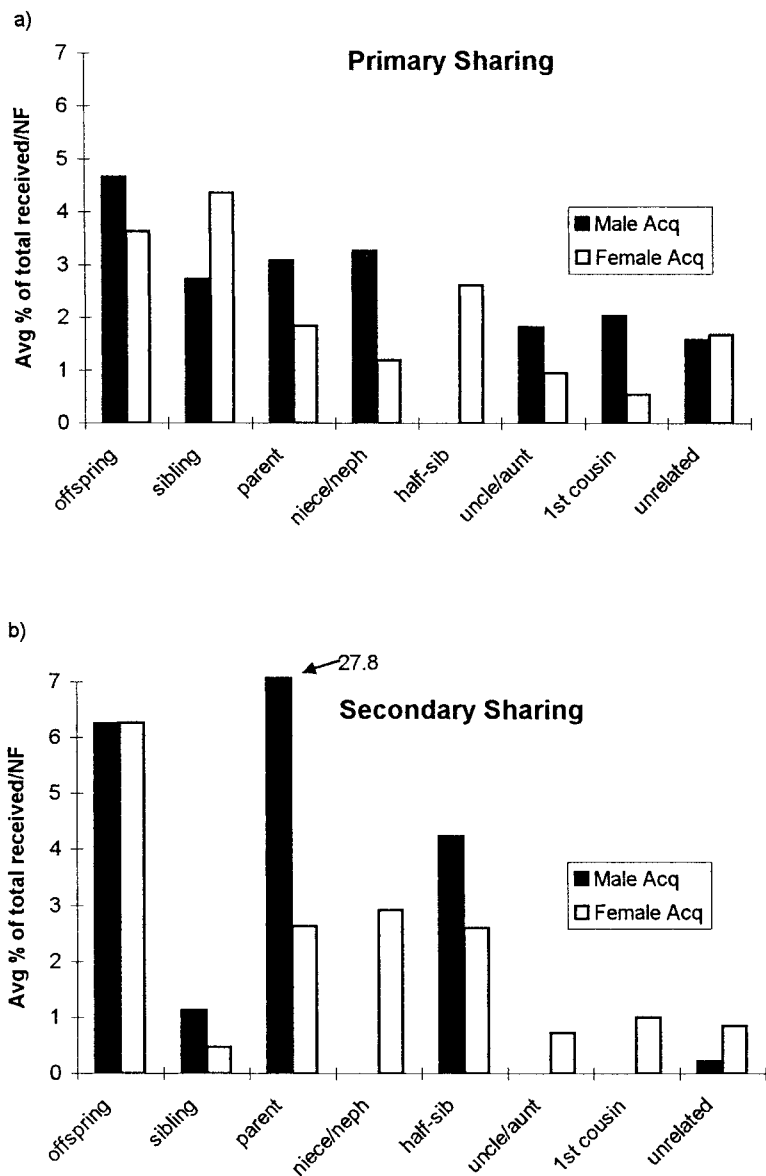 a)
Primary Sharing
Avg % of total received/NF
7
6
5
4
3
2
1
0
Male Acq
Female Acq
offspring
sibling
parent
niece/neph
half-sib
uncle/aunt
1st cousin
unrelated
b)
27.8
Secondary Sharing
Avg % of total received/NF
7
6
5
4
3
2
1
0
Male Acq
Female Acq
offspring
sibling
parent
niece/neph
half-sib
uncle/aunt
1st cousin
unrelated